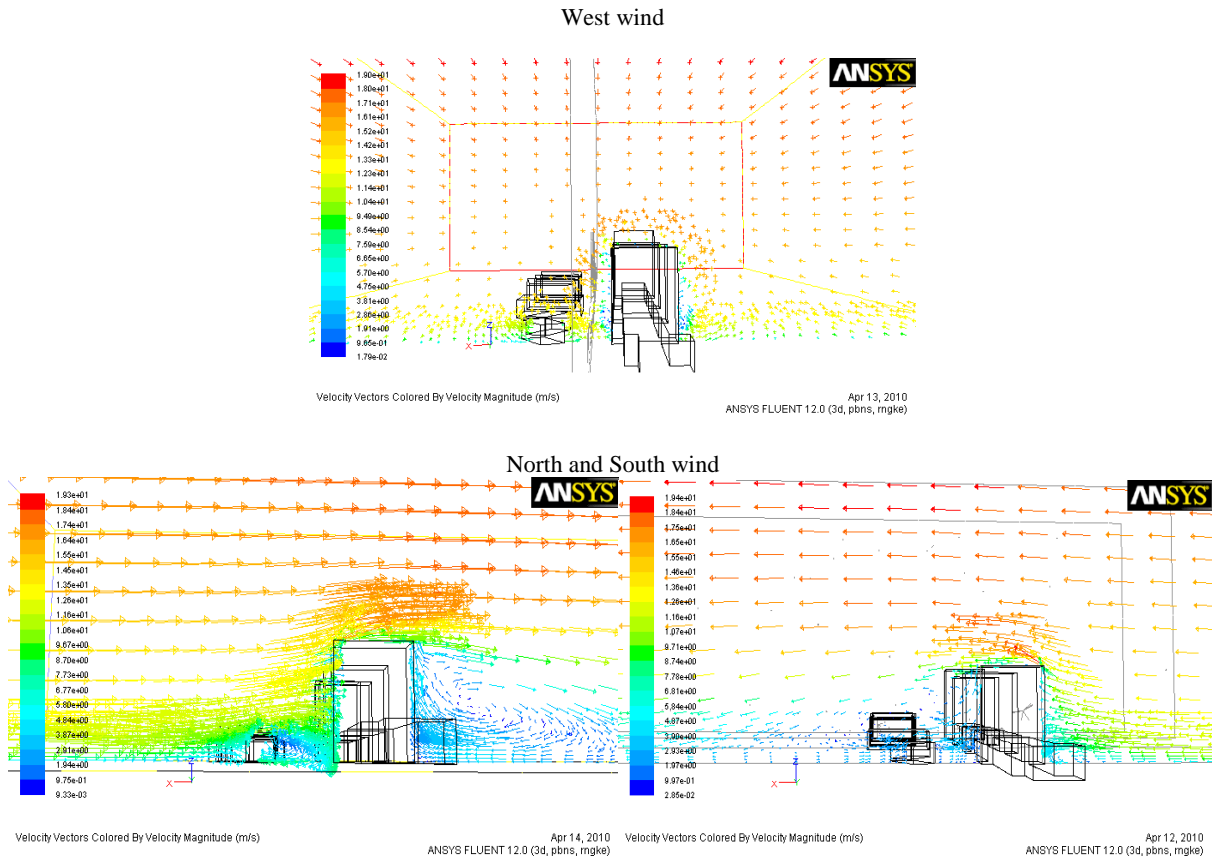 West wind
ANSYS
1.90e+01
1.80e+01
1.71e+01
1.52e+01
1.33e+01
1.23e+01
1.14e+01
1.04e+01
9.49e+00
8.54e+00
6.65e+00
5.70e+00
4.75e+00
3.81e+00
2.86e+00
1.91e+00
9.65e-01
1.79e-02
Z
X
Velocity Vectors Colored By Velocity Magnitude (m/s)
Apr 13, 2010
ANSYS FLUENT 12.0 (3d, pbns, rngke)
North and South wind
ANSYS
1.93e+01
1.84e+01
1.74e+01
1.64e+01
1.55e+01
1.45e+01
1.35e+01
1.26e+01
1.16e+01
1.06e+01
9.67e+00
8.70e+00
7.73e+00
6.77e+00
5.80e+00
4.84e+00
3.87e+00
2.91e+00
1.94e+00
9.75e-01
9.33e-03
Z
X
Velocity Vectors Colored By Velocity Magnitude (m/s)
Apr 14, 2010
ANSYS FLUENT 12.0 (3d, pbns, rngke)
ANSYS
1.94e+01
1.84e+01
1.75e+01
1.65e+01
1.55e+01
1.46e+01
1.36e+01
1.26e+01
1.16e+01
1.07e+01
9.71e+00
8.74e+00
7.78e+00
6.81e+00
5.84e+00
4.87e+00
3.90e+00
2.93e+00
1.97e+00
9.97e-01
2.85e-02
Z
X
Velocity Vectors Colored By Velocity Magnitude (m/s)
Apr 12, 2010
ANSYS FLUENT 12.0 (3d, pbns, rngke)